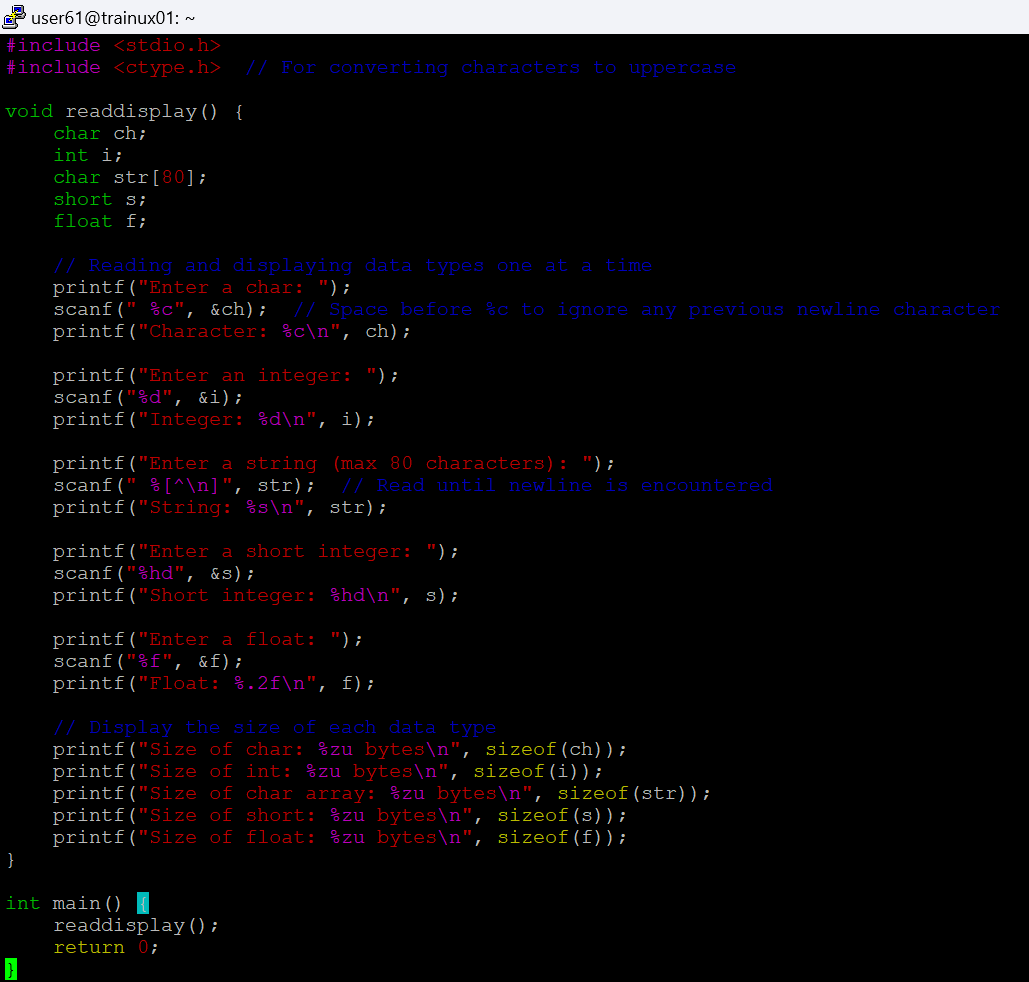 user61@trainux01: ~
#include <stdio.h>
#include <ctype.h>  // For converting characters to uppercase

void readdisplay() {
    char ch;
    int i;
    char str[80];
    short s;
    float f;

    // Reading and displaying data types one at a time
    printf("Enter a char: ");
    scanf(" %c", &ch);  // Space before %c to ignore any previous newline character
    printf("Character: %c\n", ch);

    printf("Enter an integer: ");
    scanf("%d", &i);
    printf("Integer: %d\n", i);

    printf("Enter a string (max 80 characters): ");
    scanf(" %[^\n]", str);  // Read until newline is encountered
    printf("String: %s\n", str);

    printf("Enter a short integer: ");
    scanf("%hd", &s);
    printf("Short integer: %hd\n", s);

    printf("Enter a float: ");
    scanf("%f", &f);
    printf("Float: %.2f\n", f);

    // Display the size of each data type
    printf("Size of char: %zu bytes\n", sizeof(ch));
    printf("Size of int: %zu bytes\n", sizeof(i));
    printf("Size of char array: %zu bytes\n", sizeof(str));
    printf("Size of short: %zu bytes\n", sizeof(s));
    printf("Size of float: %zu bytes\n", sizeof(f));
}

int main() {
    readdisplay();
    return 0;
}